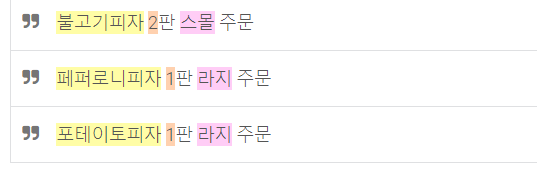 불고기피자 2판 스몰 주문
페퍼로니피자 1판 라지 주문
포테이토피자 1판 라지 주문